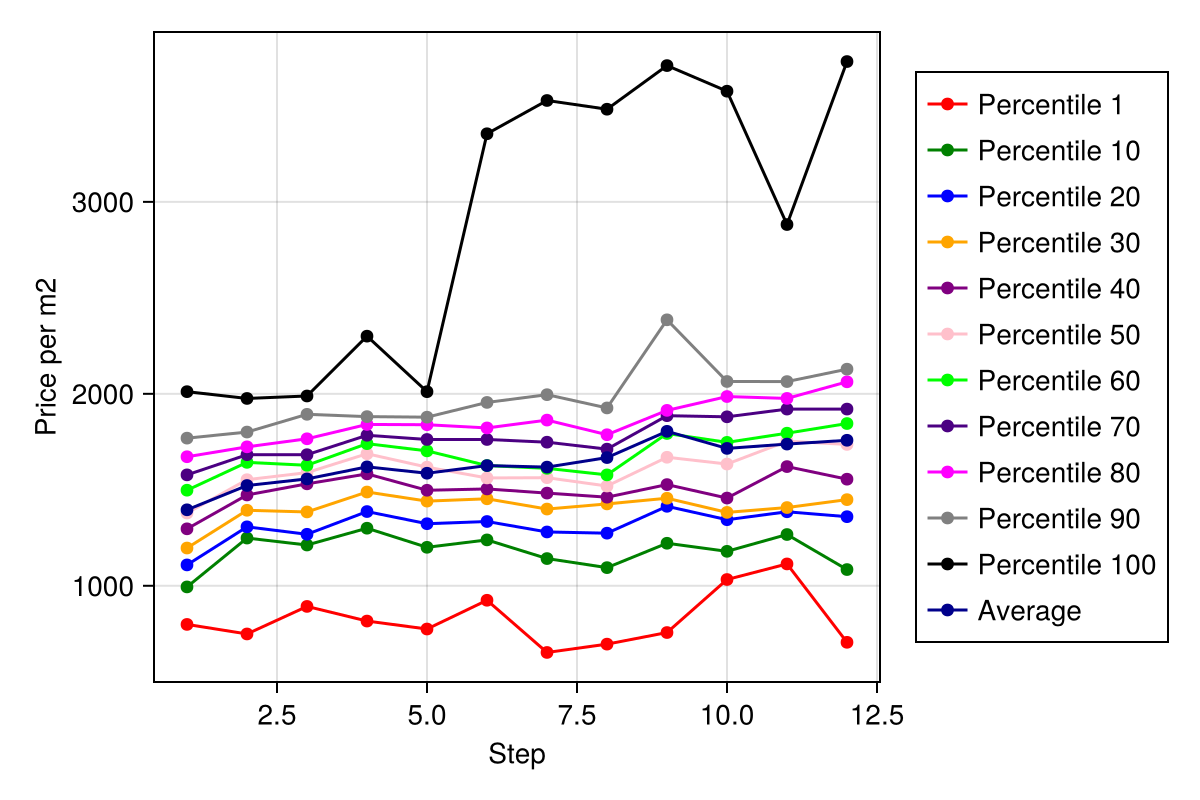 Price per m2
3000
2000
1000
2.5
5.0
7.5
10.0
12.5
Step
Percentile 1
Percentile 10
Percentile 20
Percentile 30
Percentile 40
Percentile 50
Percentile 60
Percentile 70
Percentile 80
Percentile 90
Percentile 100
Average